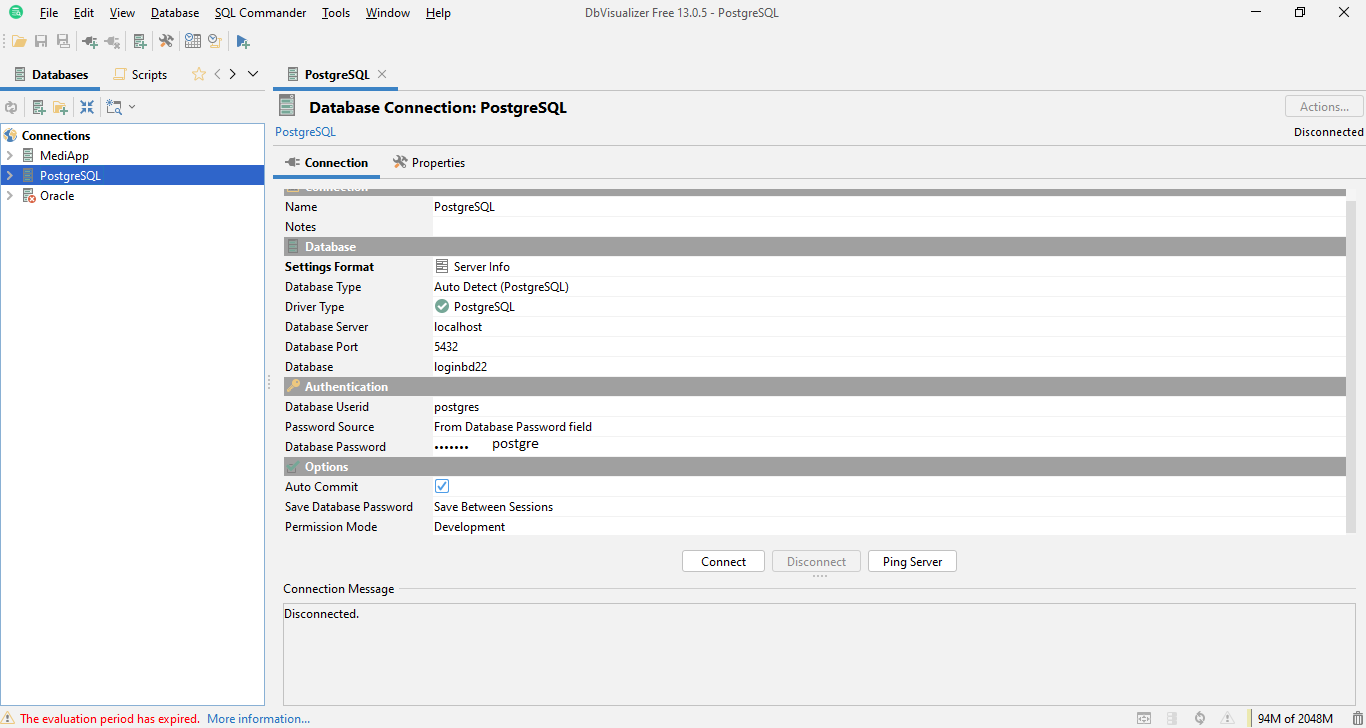 File Edit View Database SQL Commander Tools Window Help DbVisualizer Free 13.0.5 - PostgreSQL
Databases Scripts PostgreSQL
Database Connection: PostgreSQL Actions...
PostgreSQL Disconnected
Connections
MediApp
PostgreSQL
Oracle
Connection Properties
Connection
Name PostgreSQL
Notes
Database
Settings Format Server Info
Database Type Auto Detect (PostgreSQL)
Driver Type PostgreSQL
Database Server localhost
Database Port 5432
Database loginbd22
Authentication
Database Userid postgres
Password Source From Database Password field
Database Password ••••••• postgre
Options
Auto Commit
Save Database Password Save Between Sessions
Permission Mode Development
Connect Disconnect Ping Server
Connection Message
Disconnected.
The evaluation period has expired. More information... 94M of 2048M